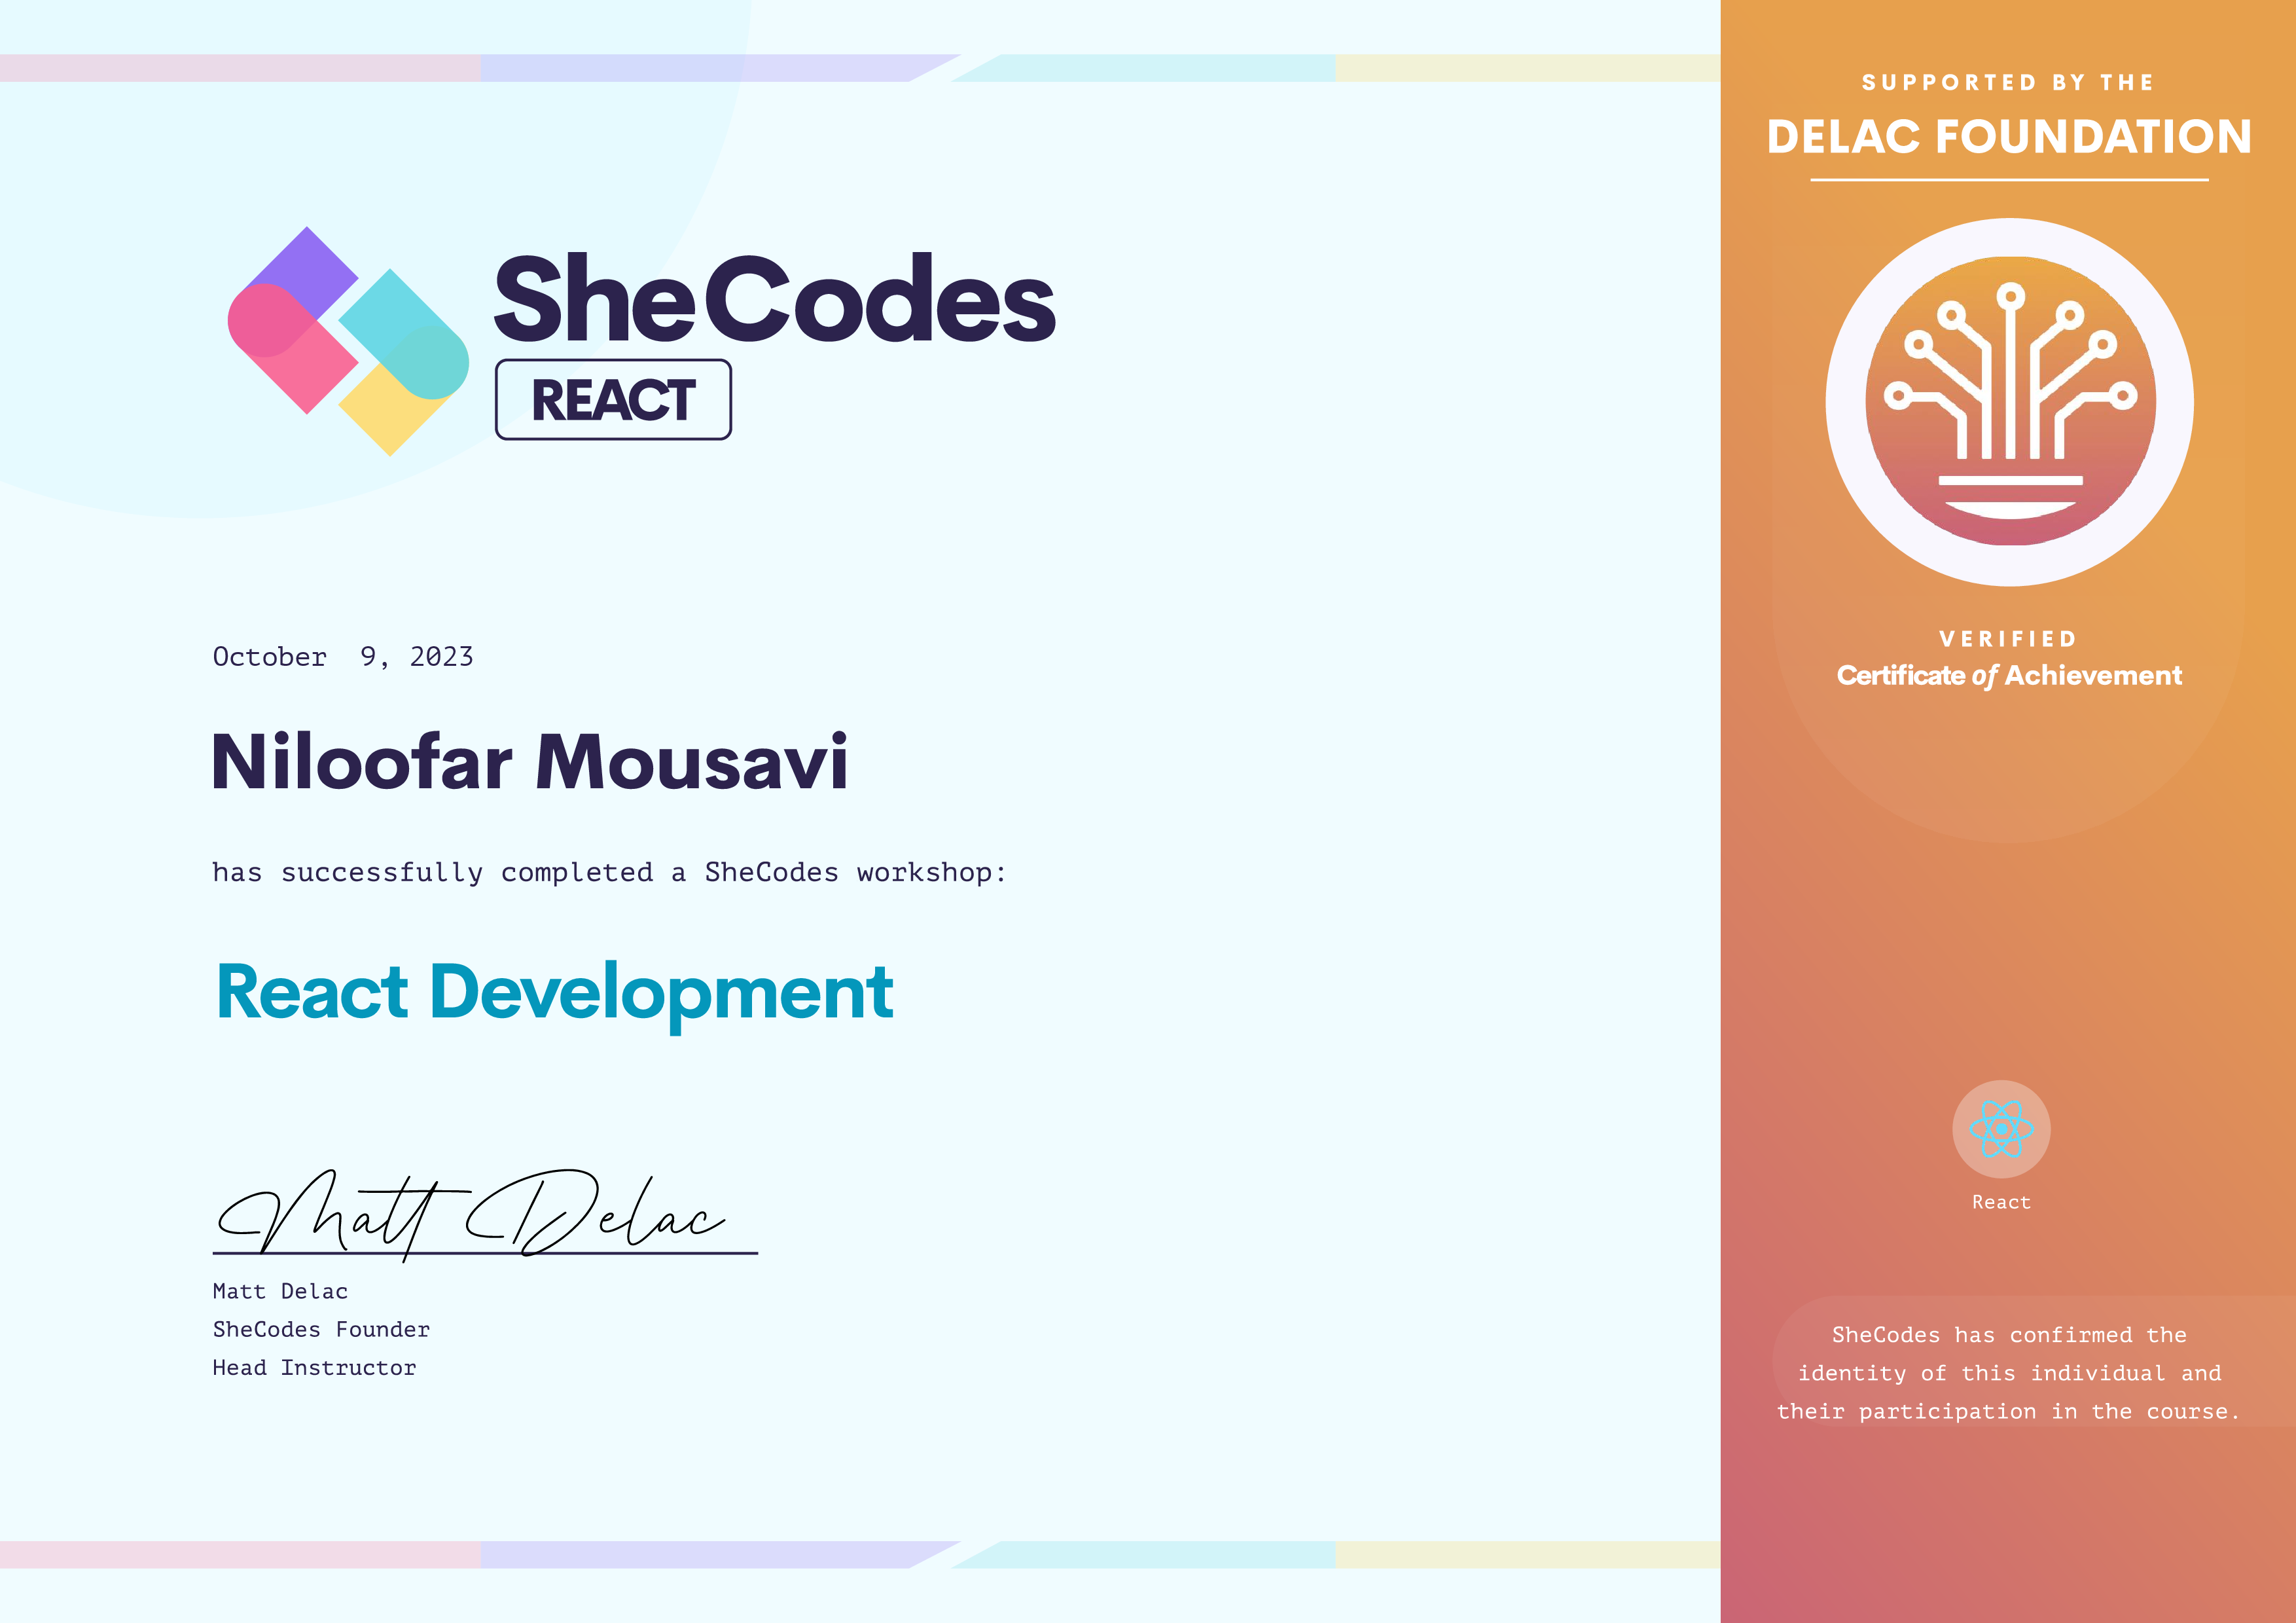 SheCodes
REACT
October 9, 2023
Niloofar Mousavi
has successfully completed a SheCodes workshop:
React Development
Matt Delac
Matt Delac
SheCodes Founder
Head Instructor
SUPPORTED BY THE
DELAC FOUNDATION
VERIFIED
Certificate of Achievement
React
SheCodes has confirmed the
identity of this individual and
their participation in the course.